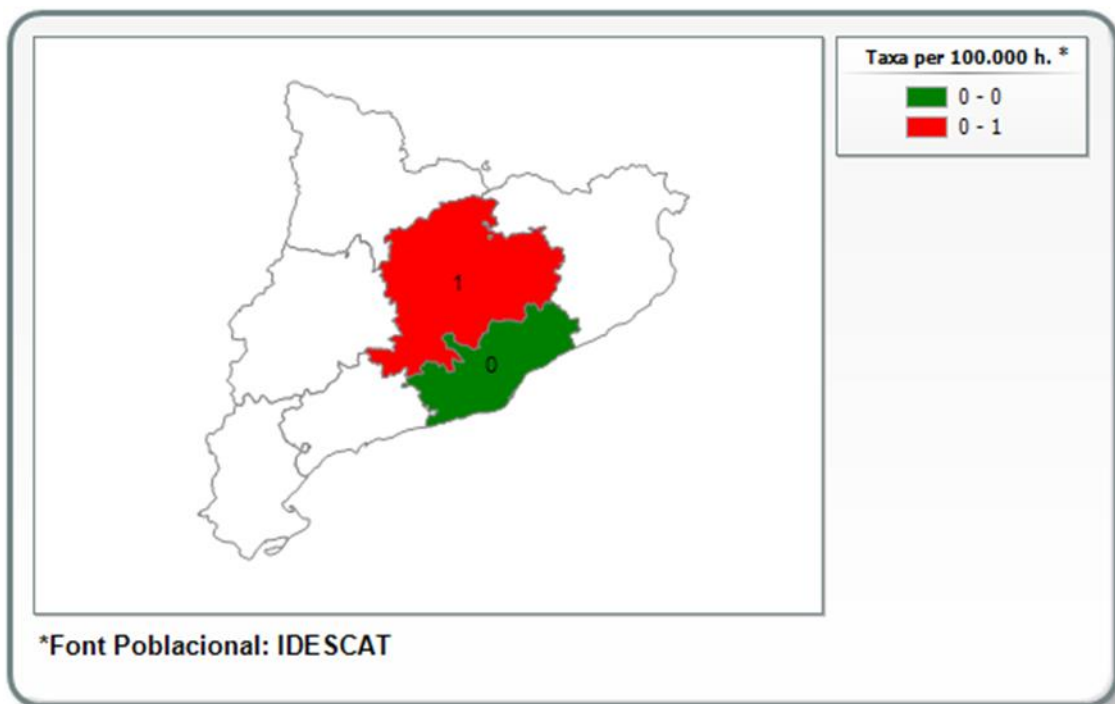 Taxa per 100.000 h. *
0 - 0
0 - 1
1
0
*Font Poblacional: IDESCAT